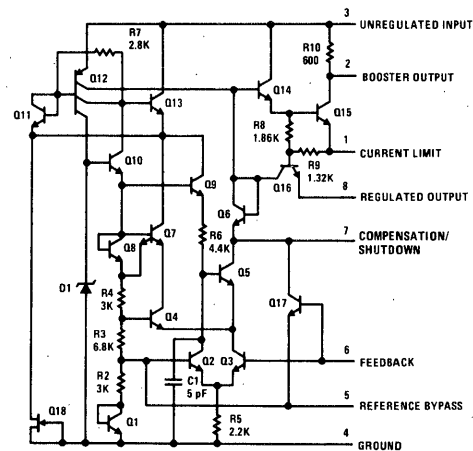 3 UNREGULATED INPUT
R7
2.8K
R10
600
Q12
2 BOOSTER OUTPUT
Q11
Q13
Q14
Q15
R8
1.86K
1 CURRENT LIMIT
Q10
R9
1.32K
Q9
Q16
8 REGULATED OUTPUT
Q6
Q8
Q7
R6
4.4K
7 COMPENSATION/
SHUTDOWN
Q5
D1
R4
3K
Q4
Q17
R3
6.8K
Q2
Q3
6 FEEDBACK
R2
3K
C1
5 pF
5 REFERENCE BYPASS
Q18
Q1
R5
2.2K
4 GROUND